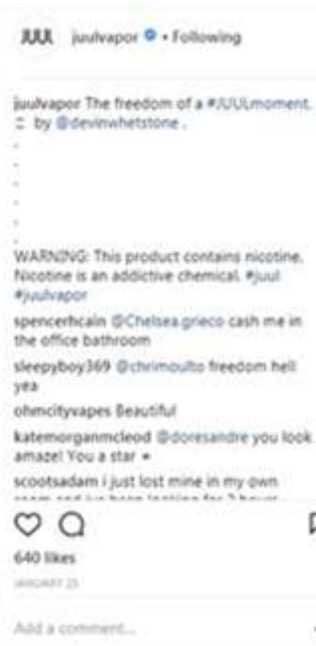 JUUL juulvapor • Following
juulvapor The freedom of a #JUULmoment.
by @devinwhetstone .
.
.
.
.
.
.
WARNING: This product contains nicotine.
Nicotine is an addictive chemical. #juul
#juulvapor
spencerhcain @Chelsea.grieco cash me in
the office bathroom
sleepyboy369 @chrimoulto freedom hell
yea
ohmcityvapes Beautiful
katemorganmcleod @doresandre you look
amaze! You a star
scootsadam i just lost mine in my own
640 likes
JANUARY 25
Add a comment...